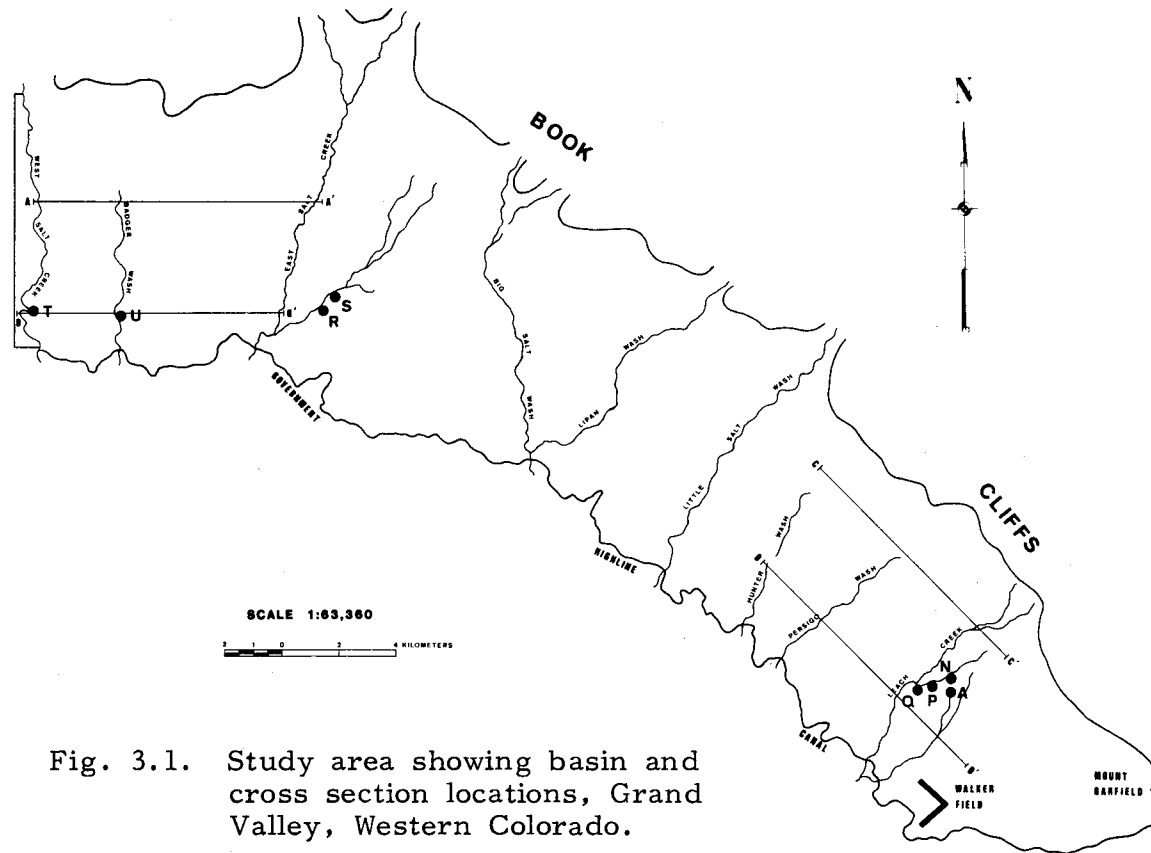 N
BOOK
CLIFFS
WEST
SALT
CREEK
BADGER
WASH
EAST
SALT
CREEK
A
A'
B
B'
T
U
S
R
BIG
SALT
WASH
LIPAN
WASH
LITTLE
SALT
WASH
HUNTER
WASH
PERSIGO
WASH
LEACH
CREEK
C
C'
D'
N
A
P
Q
GOVERNMENT
HIGHLINE
CANAL
WALKER
FIELD
MOUNT
GARFIELD
SCALE 1:63,360
2 1 0 2 4 KILOMETERS
Fig. 3.1. Study area showing basin and
cross section locations, Grand
Valley, Western Colorado.